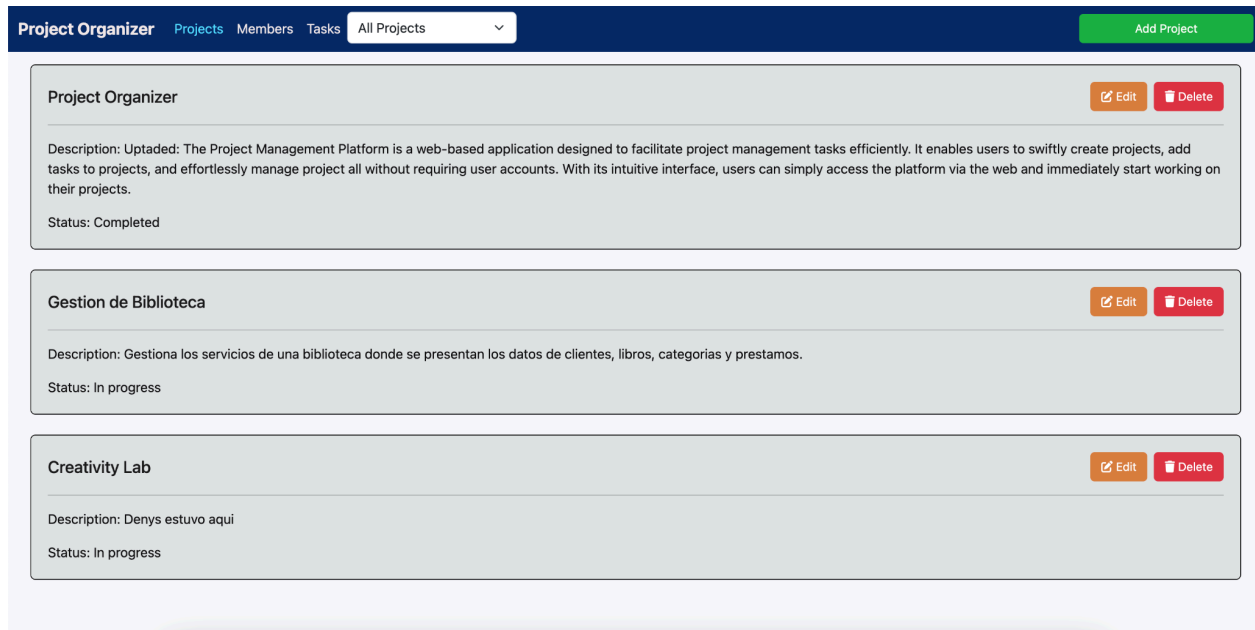 Project Organizer Projects Members Tasks All Projects Add Project
Project Organizer Edit Delete
Description: Uptaded: The Project Management Platform is a web-based application designed to facilitate project management tasks efficiently. It enables users to swiftly create projects, add
tasks to projects, and effortlessly manage project all without requiring user accounts. With its intuitive interface, users can simply access the platform via the web and immediately start working on
their projects.
Status: Completed
Gestion de Biblioteca Edit Delete
Description: Gestiona los servicios de una biblioteca donde se presentan los datos de clientes, libros, categorias y prestamos.
Status: In progress
Creativity Lab Edit Delete
Description: Denys estuvo aqui
Status: In progress